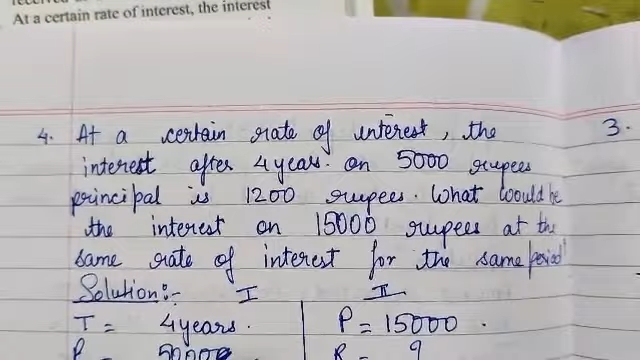 At a certain rate of interest, the interest
4. At a certain rate of interest, the 3.
interest after 4 years. on 5000 rupees
principal is 1200 rupees. What would be
the interest on 15000 rupees at the
same rate of interest for the same period
Solution:- I II
T = 4 years. P = 15000 .
P = 5000 R = ?